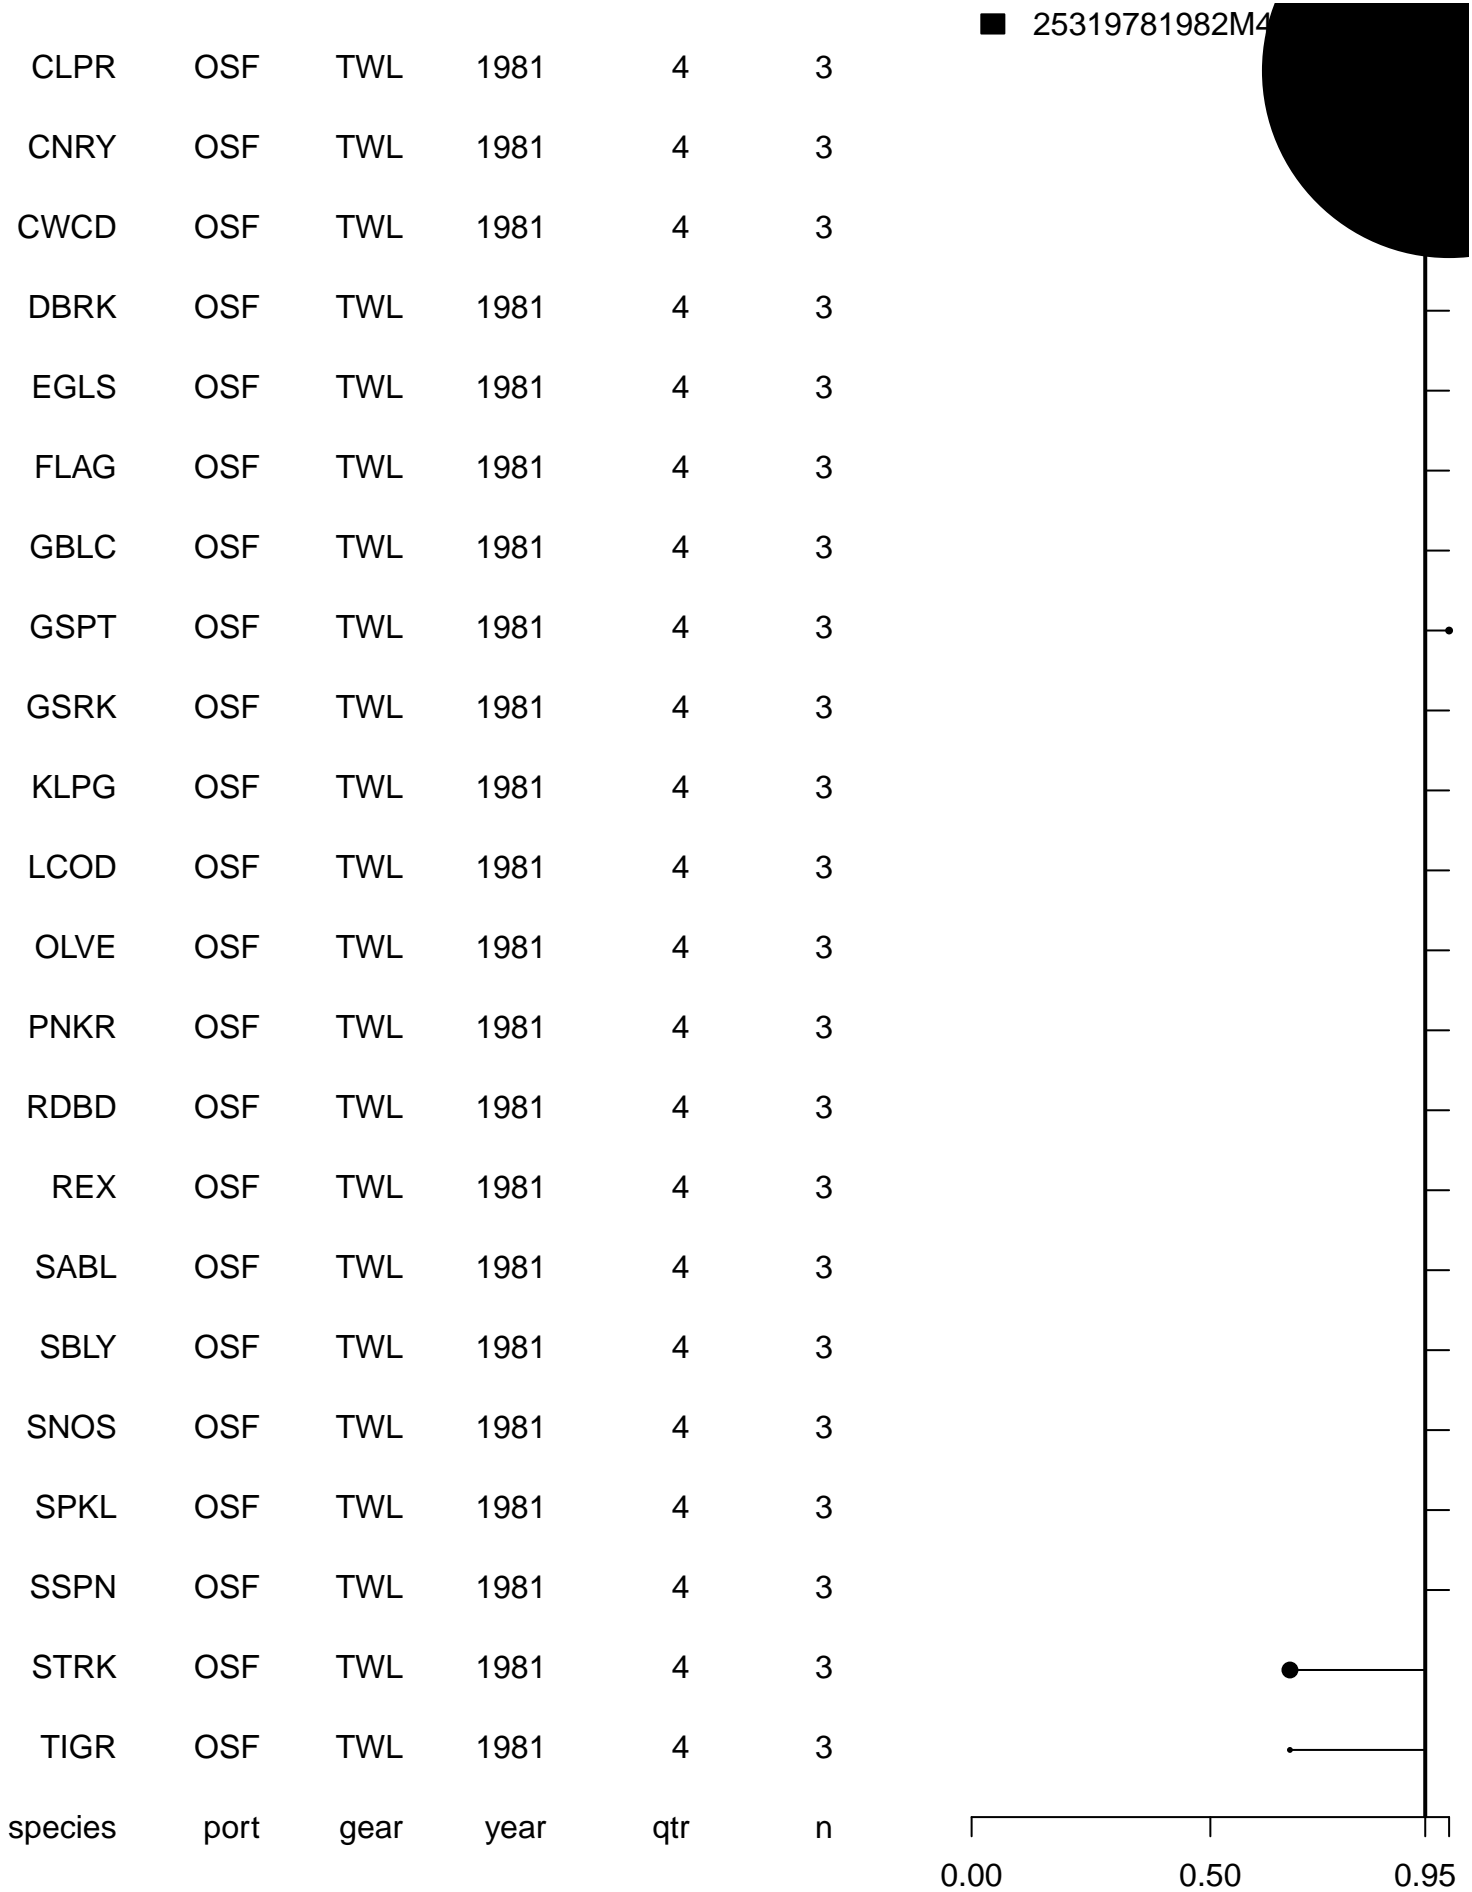 25319781982M4
CLPR OSF TWL 1981 4 3
CNRY OSF TWL 1981 4 3
CWCD OSF TWL 1981 4 3
DBRK OSF TWL 1981 4 3
EGLS OSF TWL 1981 4 3
FLAG OSF TWL 1981 4 3
GBLC OSF TWL 1981 4 3
GSPT OSF TWL 1981 4 3
GSRK OSF TWL 1981 4 3
KLPG OSF TWL 1981 4 3
LCOD OSF TWL 1981 4 3
OLVE OSF TWL 1981 4 3
PNKR OSF TWL 1981 4 3
RDBD OSF TWL 1981 4 3
REX OSF TWL 1981 4 3
SABL OSF TWL 1981 4 3
SBLY OSF TWL 1981 4 3
SNOS OSF TWL 1981 4 3
SPKL OSF TWL 1981 4 3
SSPN OSF TWL 1981 4 3
STRK OSF TWL 1981 4 3
TIGR OSF TWL 1981 4 3
species port gear year qtr n
0.00 0.50 0.95